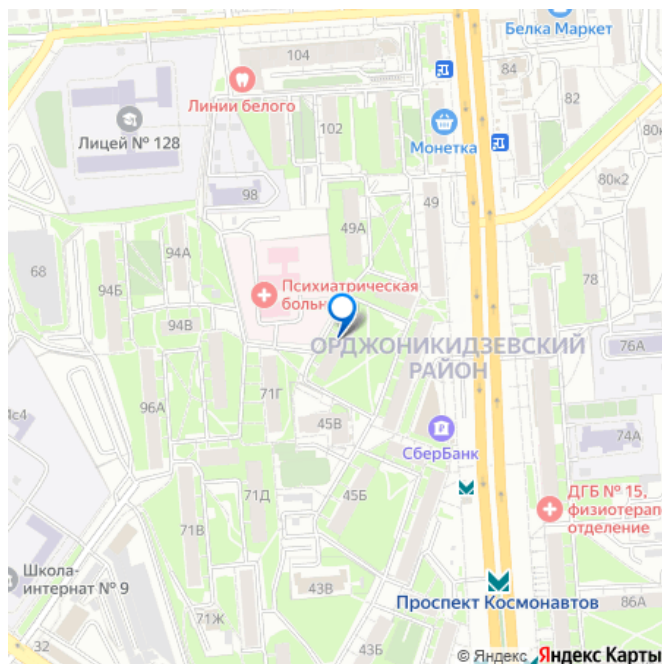 Белка Маркет
104
84
82
Линии белого
102
Монетка
Лицей № 128
80к2
98
49
49А
94А
68
78
94Б
Психиатрическая
больн
94В
ОРДЖОНИКИДЗЕВСКИЙ
РАЙОН
76А
71Г
96А
4с4
45В
СберБанк
74А
71Д
45Б
ДГБ № 15,
физиотерап
отделение
71В
Школа-
интернат № 9
43В
Проспект Космонавтов
86А
71Ж
32
43Б
© Яндекс Яндекс Карты